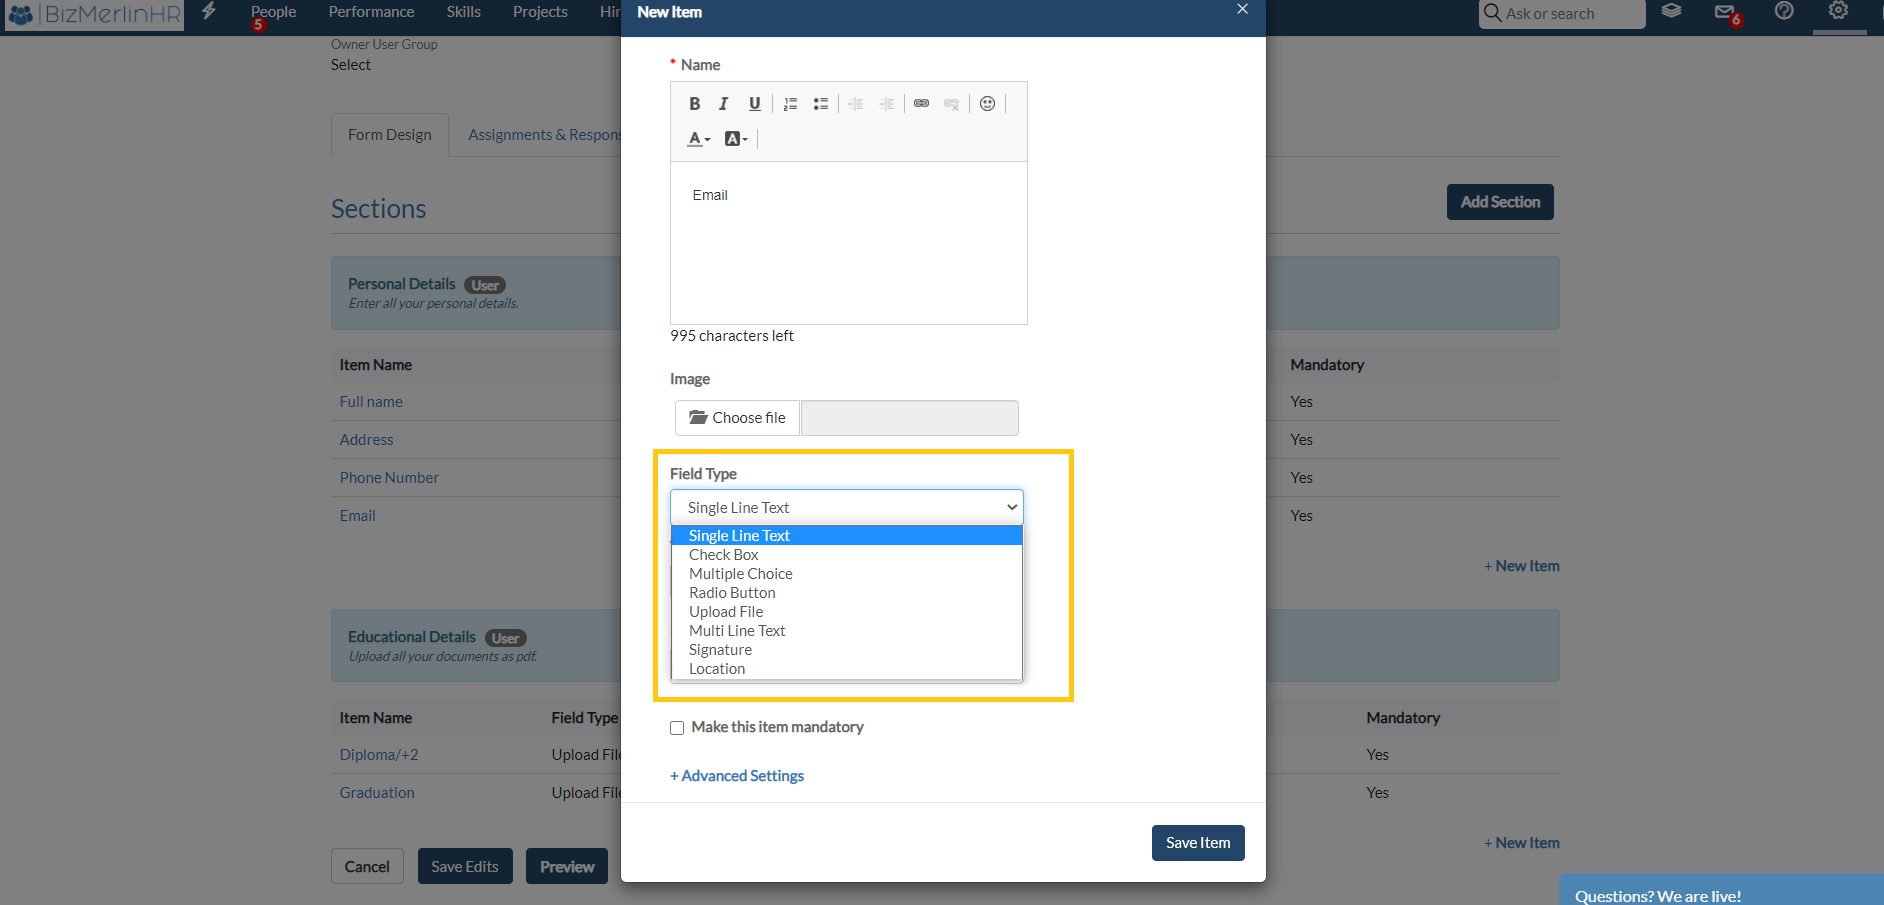 BizMerlinHR
People
5
Performance
Skills
Projects
Hir
Ask or search
6
Owner User Group
Select
Form Design
Assignments & Respon
Sections
Add Section
Personal Details User
Enter all your personal details.
Item Name
Mandatory
Full name
Yes
Address
Yes
Phone Number
Yes
Email
Yes
+ New Item
Educational Details User
Upload all your documents as pdf.
Item Name
Field Type
Mandatory
Diploma/+2
Upload File
Yes
Graduation
Upload File
Yes
+ New Item
Cancel
Save Edits
Preview
Questions? We are live!
New Item
* Name
B I U
A A
Email
995 characters left
Image
Choose file
Field Type
Single Line Text
Single Line Text
Check Box
Multiple Choice
Radio Button
Upload File
Multi Line Text
Signature
Location
Make this item mandatory
+ Advanced Settings
Save Item